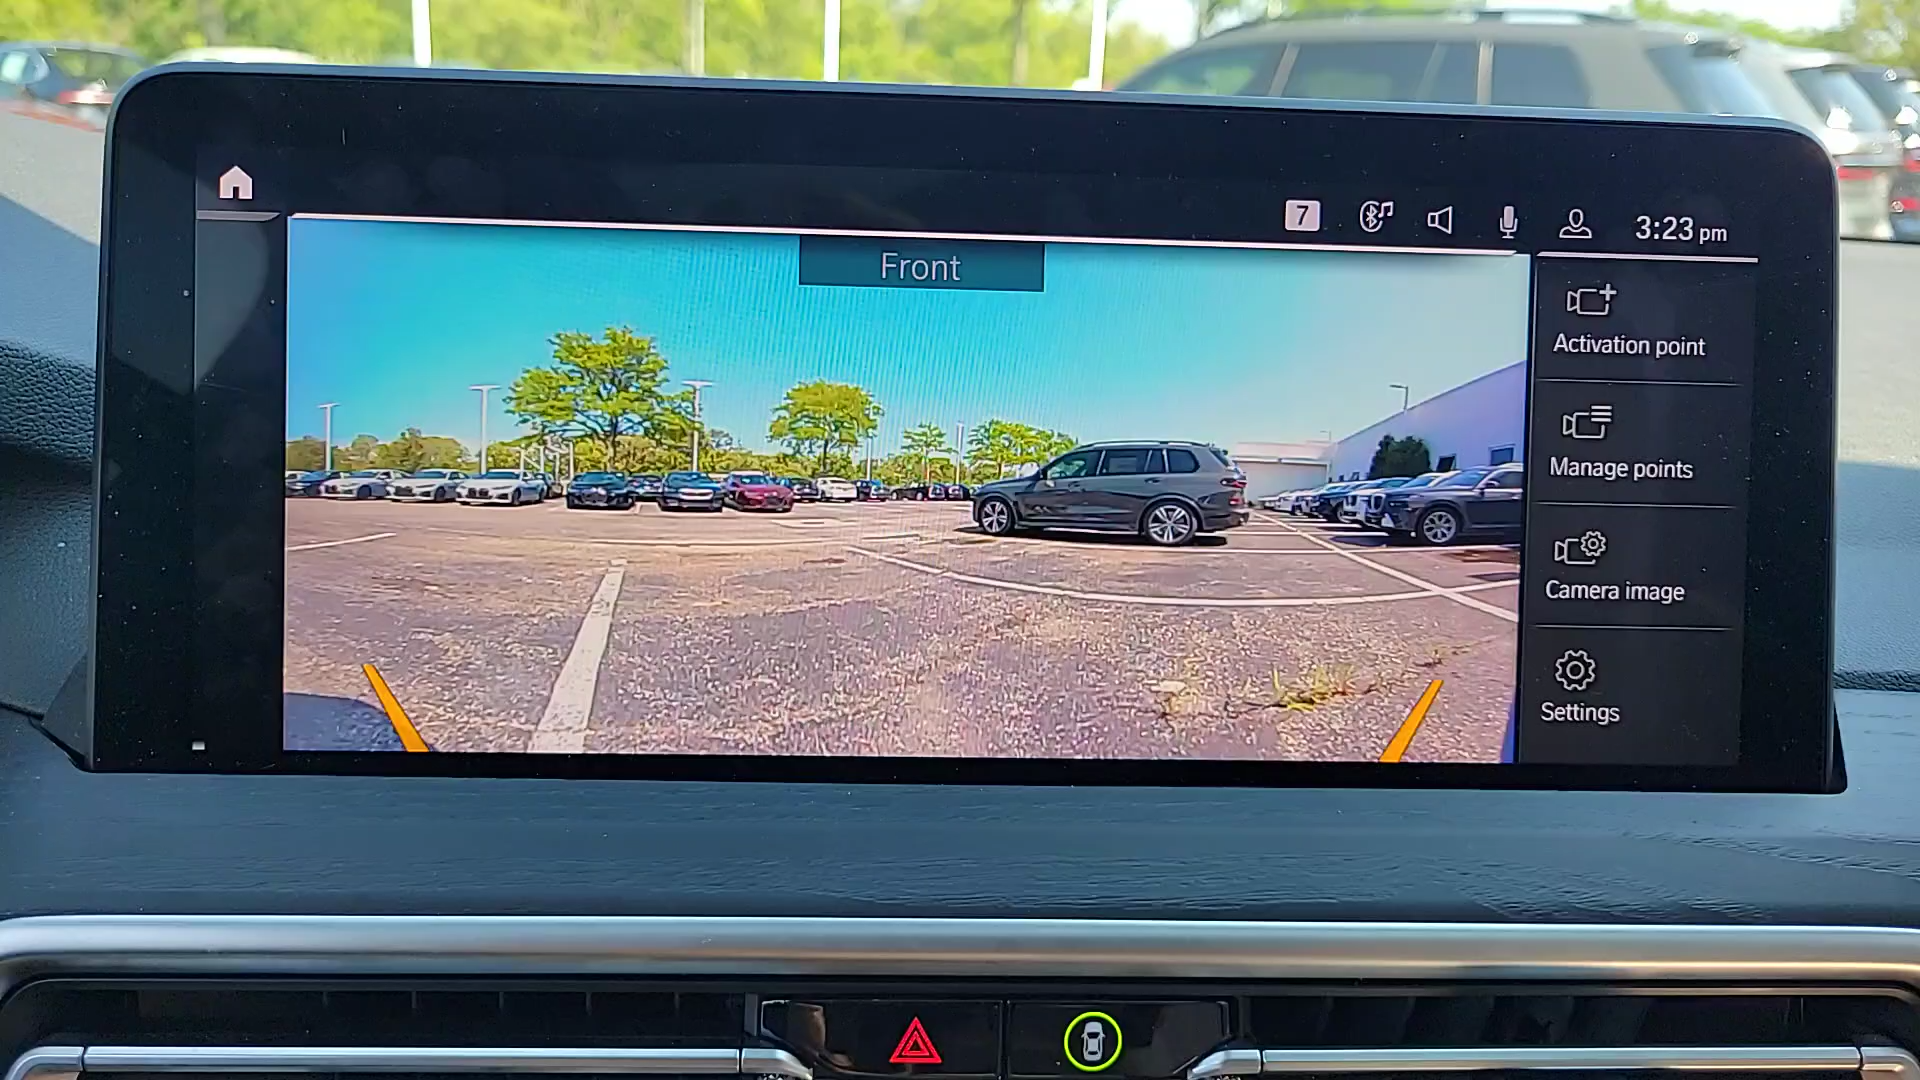 7
3:23 pm
Front
Activation point
Manage points
Camera image
Settings